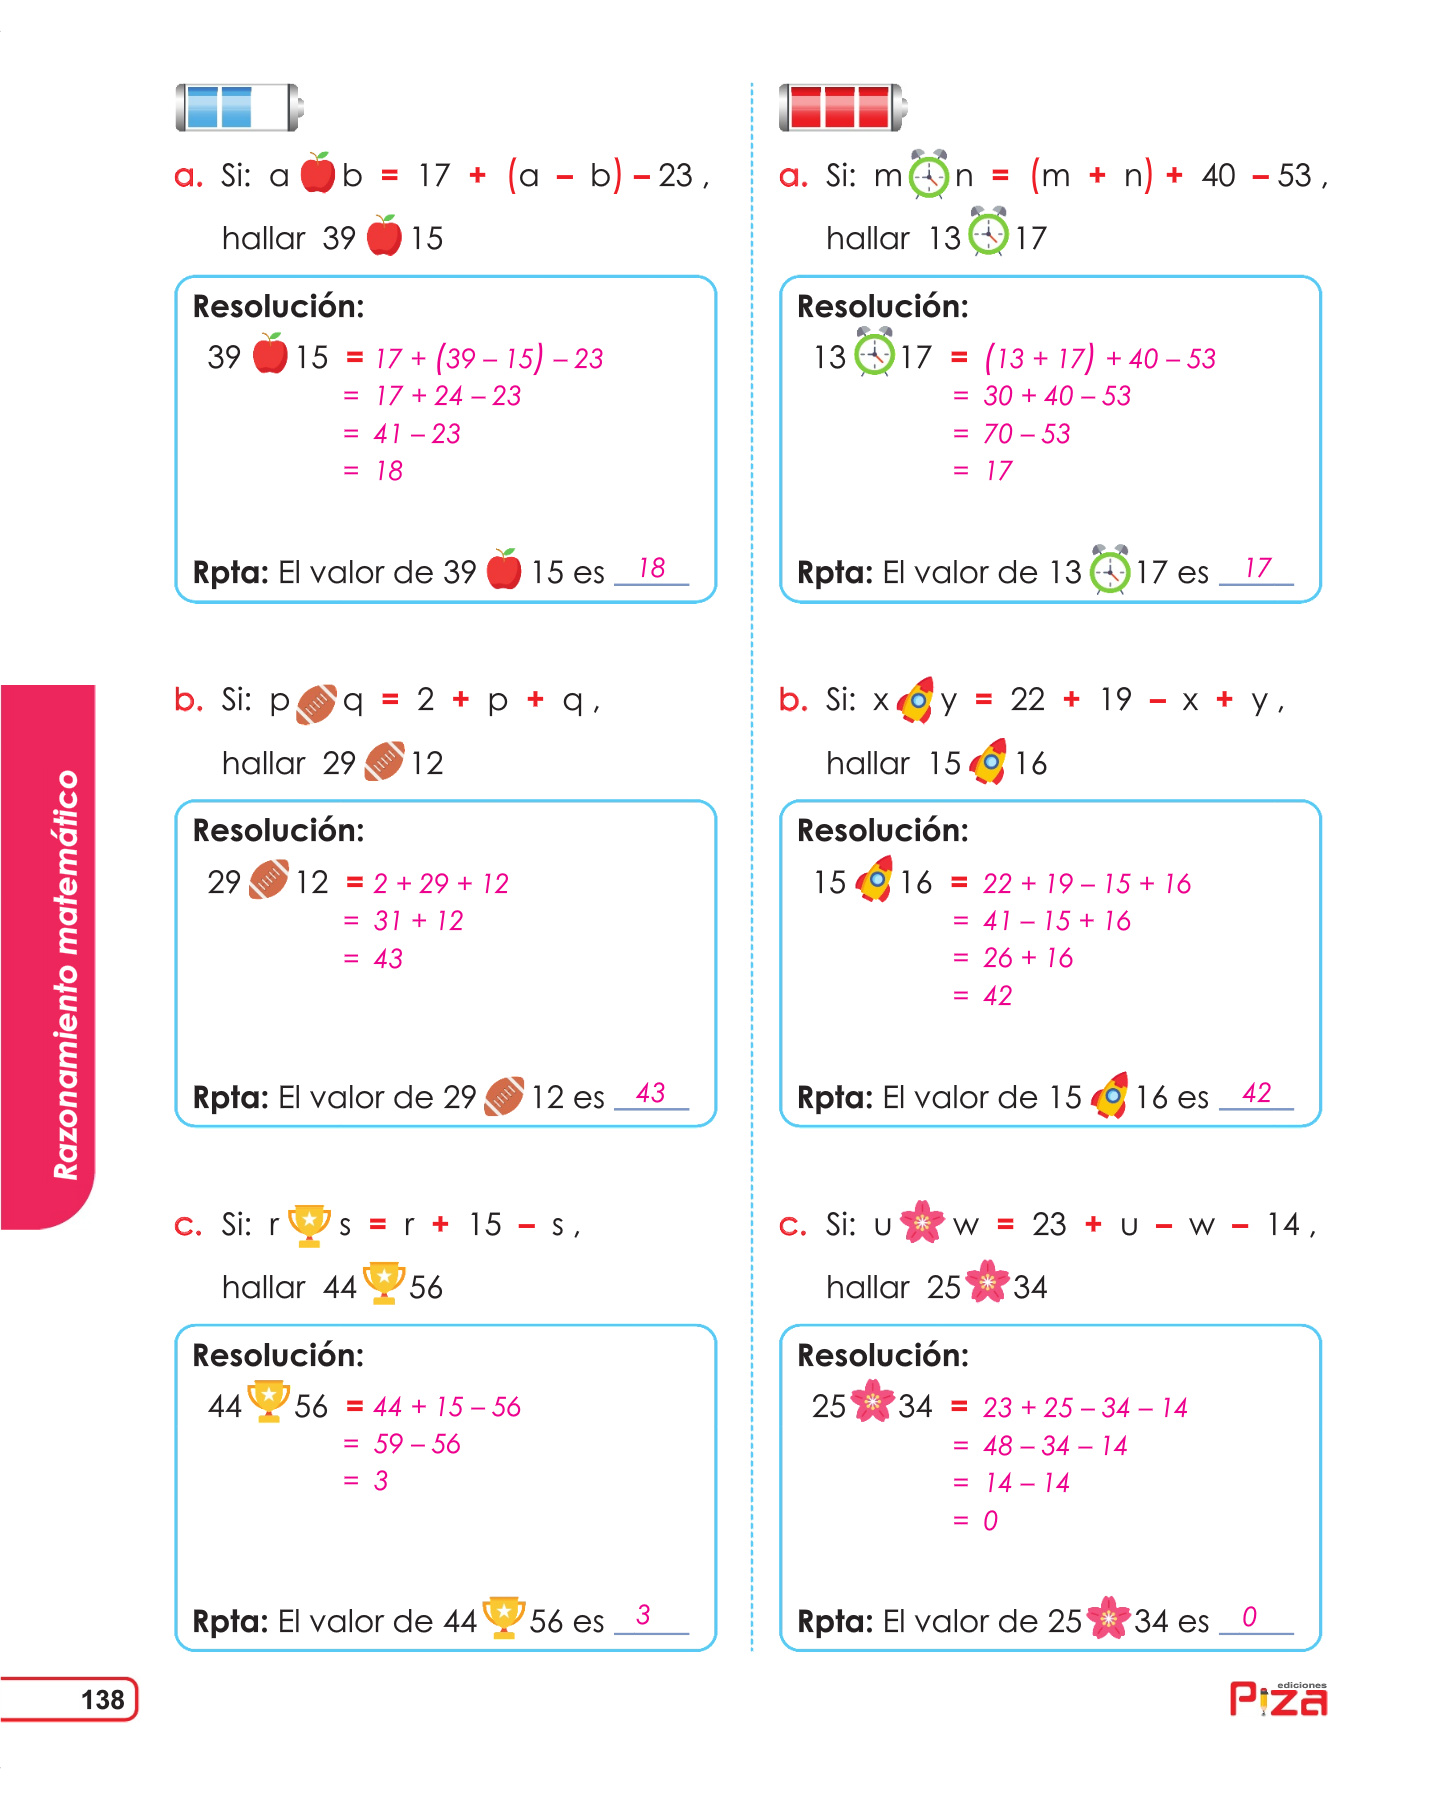 a. Si: a b = 17 + (a – b) – 23 ,
hallar 39 15
Resolución:
39 15 = 17 + (39 – 15) – 23
= 17 + 24 – 23
= 41 – 23
= 18
Rpta: El valor de 39 15 es 18
b. Si: p q = 2 + p + q ,
hallar 29 12
Resolución:
29 12 = 2 + 29 + 12
= 31 + 12
= 43
Rpta: El valor de 29 12 es 43
c. Si: r s = r + 15 – s ,
hallar 44 56
Resolución:
44 56 = 44 + 15 – 56
= 59 – 56
= 3
Rpta: El valor de 44 56 es 3
a. Si: m n = (m + n) + 40 – 53 ,
hallar 13 17
Resolución:
13 17 = (13 + 17) + 40 – 53
= 30 + 40 – 53
= 70 – 53
= 17
Rpta: El valor de 13 17 es 17
b. Si: x y = 22 + 19 – x + y ,
hallar 15 16
Resolución:
15 16 = 22 + 19 – 15 + 16
= 41 – 15 + 16
= 26 + 16
= 42
Rpta: El valor de 15 16 es 42
c. Si: u w = 23 + u – w – 14 ,
hallar 25 34
Resolución:
25 34 = 23 + 25 – 34 – 14
= 48 – 34 – 14
= 14 – 14
= 0
Rpta: El valor de 25 34 es 0
Razonamiento matemático
138
ediciones
Piza